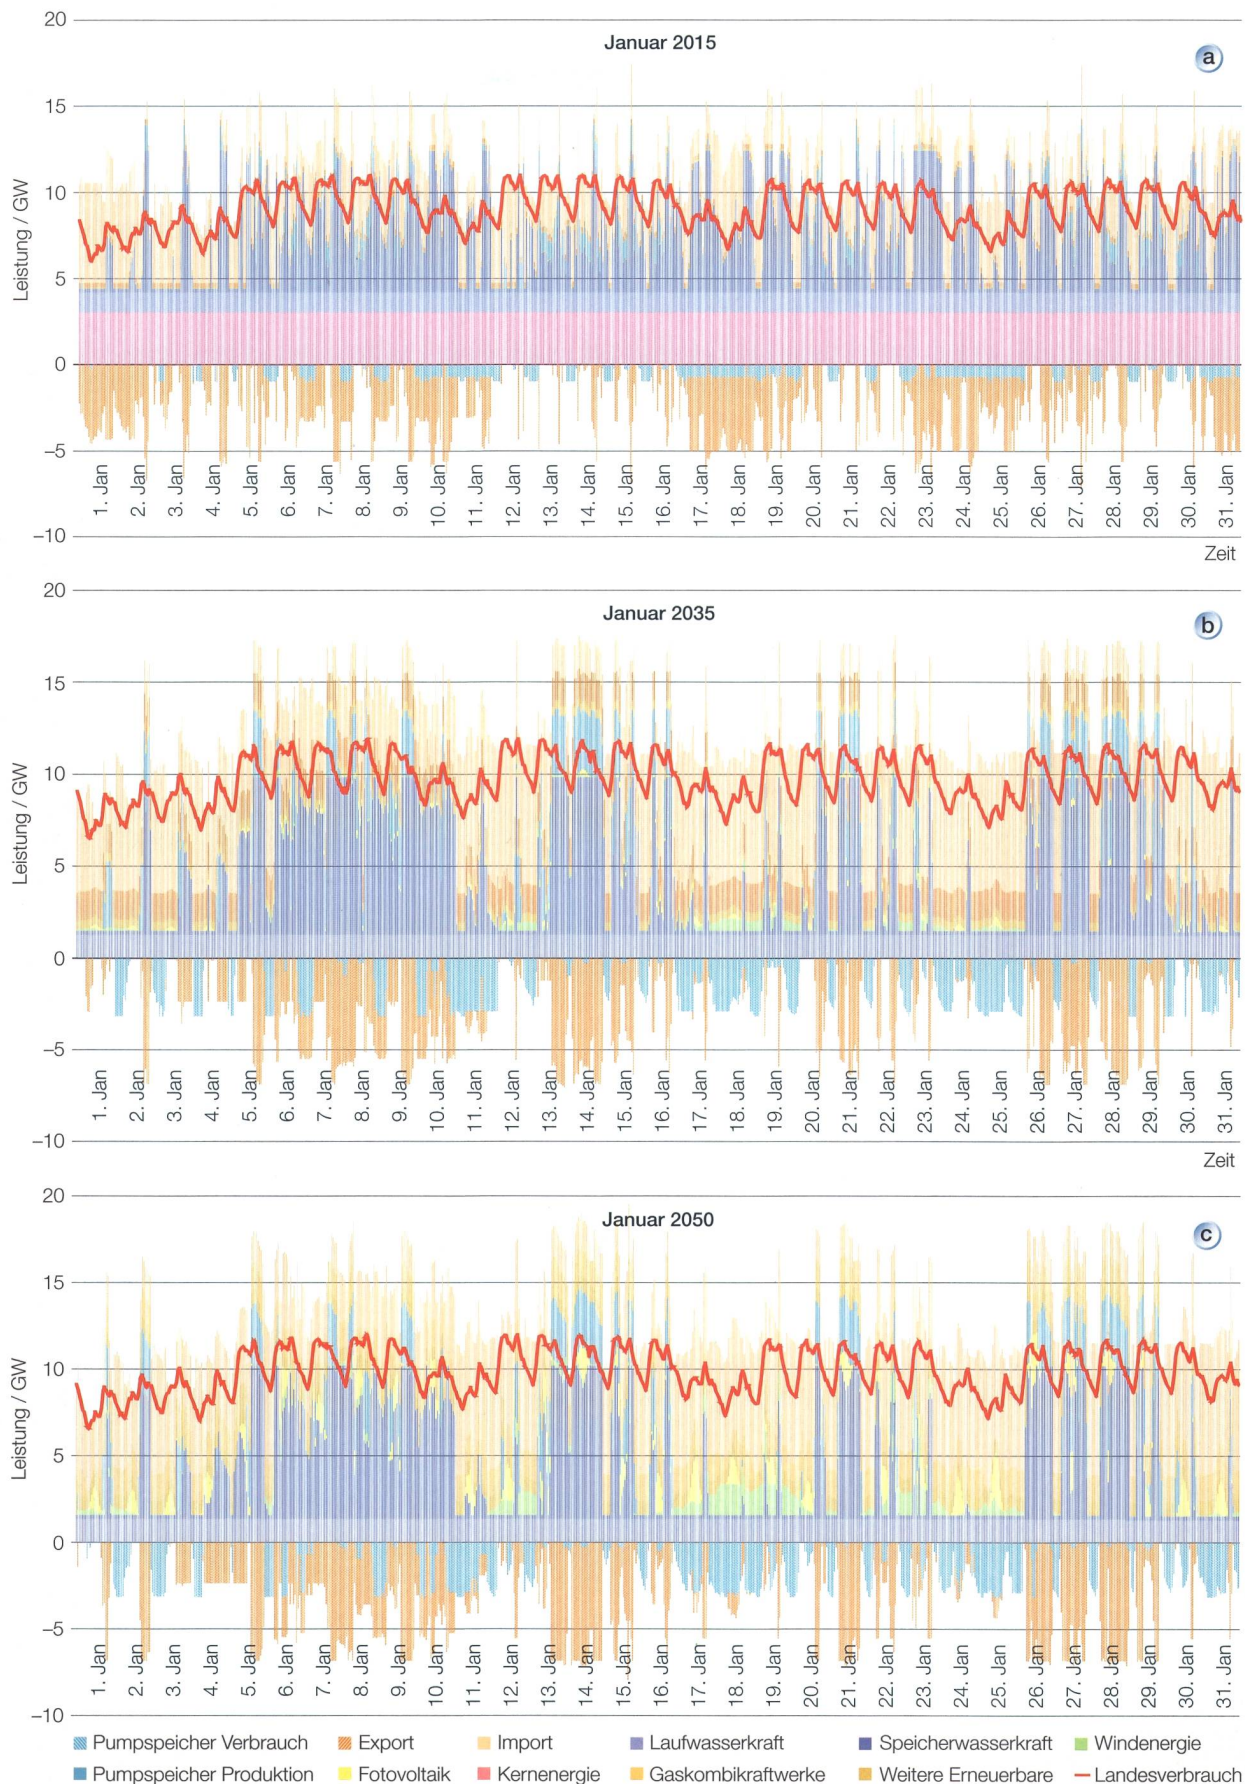 Januar 2015
a
Leistung / GW
20
15
10
5
0
–5
–10
1. Jan
2. Jan
3. Jan
4. Jan
5. Jan
6. Jan
7. Jan
8. Jan
9. Jan
10. Jan
11. Jan
12. Jan
13. Jan
14. Jan
15. Jan
16. Jan
17. Jan
18. Jan
19. Jan
20. Jan
21. Jan
22. Jan
23. Jan
24. Jan
25. Jan
26. Jan
27. Jan
28. Jan
29. Jan
30. Jan
31. Jan
Zeit
Januar 2035
b
Leistung / GW
20
15
10
5
0
–5
–10
1. Jan
2. Jan
3. Jan
4. Jan
5. Jan
6. Jan
7. Jan
8. Jan
9. Jan
10. Jan
11. Jan
12. Jan
13. Jan
14. Jan
15. Jan
16. Jan
17. Jan
18. Jan
19. Jan
20. Jan
21. Jan
22. Jan
23. Jan
24. Jan
25. Jan
26. Jan
27. Jan
28. Jan
29. Jan
30. Jan
31. Jan
Zeit
Januar 2050
c
Leistung / GW
20
15
10
5
0
–5
–10
1. Jan
2. Jan
3. Jan
4. Jan
5. Jan
6. Jan
7. Jan
8. Jan
9. Jan
10. Jan
11. Jan
12. Jan
13. Jan
14. Jan
15. Jan
16. Jan
17. Jan
18. Jan
19. Jan
20. Jan
21. Jan
22. Jan
23. Jan
24. Jan
25. Jan
26. Jan
27. Jan
28. Jan
29. Jan
30. Jan
31. Jan
Pumpspeicher Verbrauch Export Import Laufwasserkraft Speicherwasserkraft Windenergie
Pumpspeicher Produktion Fotovoltaik Kernenergie Gaskombikraftwerke Weitere Erneuerbare Landesverbrauch